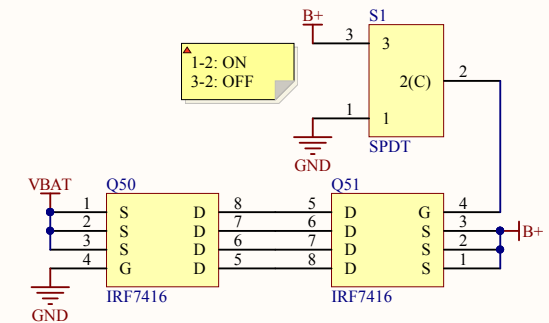 B+
S1
3
3
1-2: ON
3-2: OFF
2(C)
2
1
1
GND
SPDT
VBAT
Q50
Q51
1
S
D
8
5
D
G
4
2
S
D
7
6
D
S
3
B+
3
S
D
6
7
D
S
2
4
G
D
5
8
D
S
1
IRF7416
IRF7416
GND